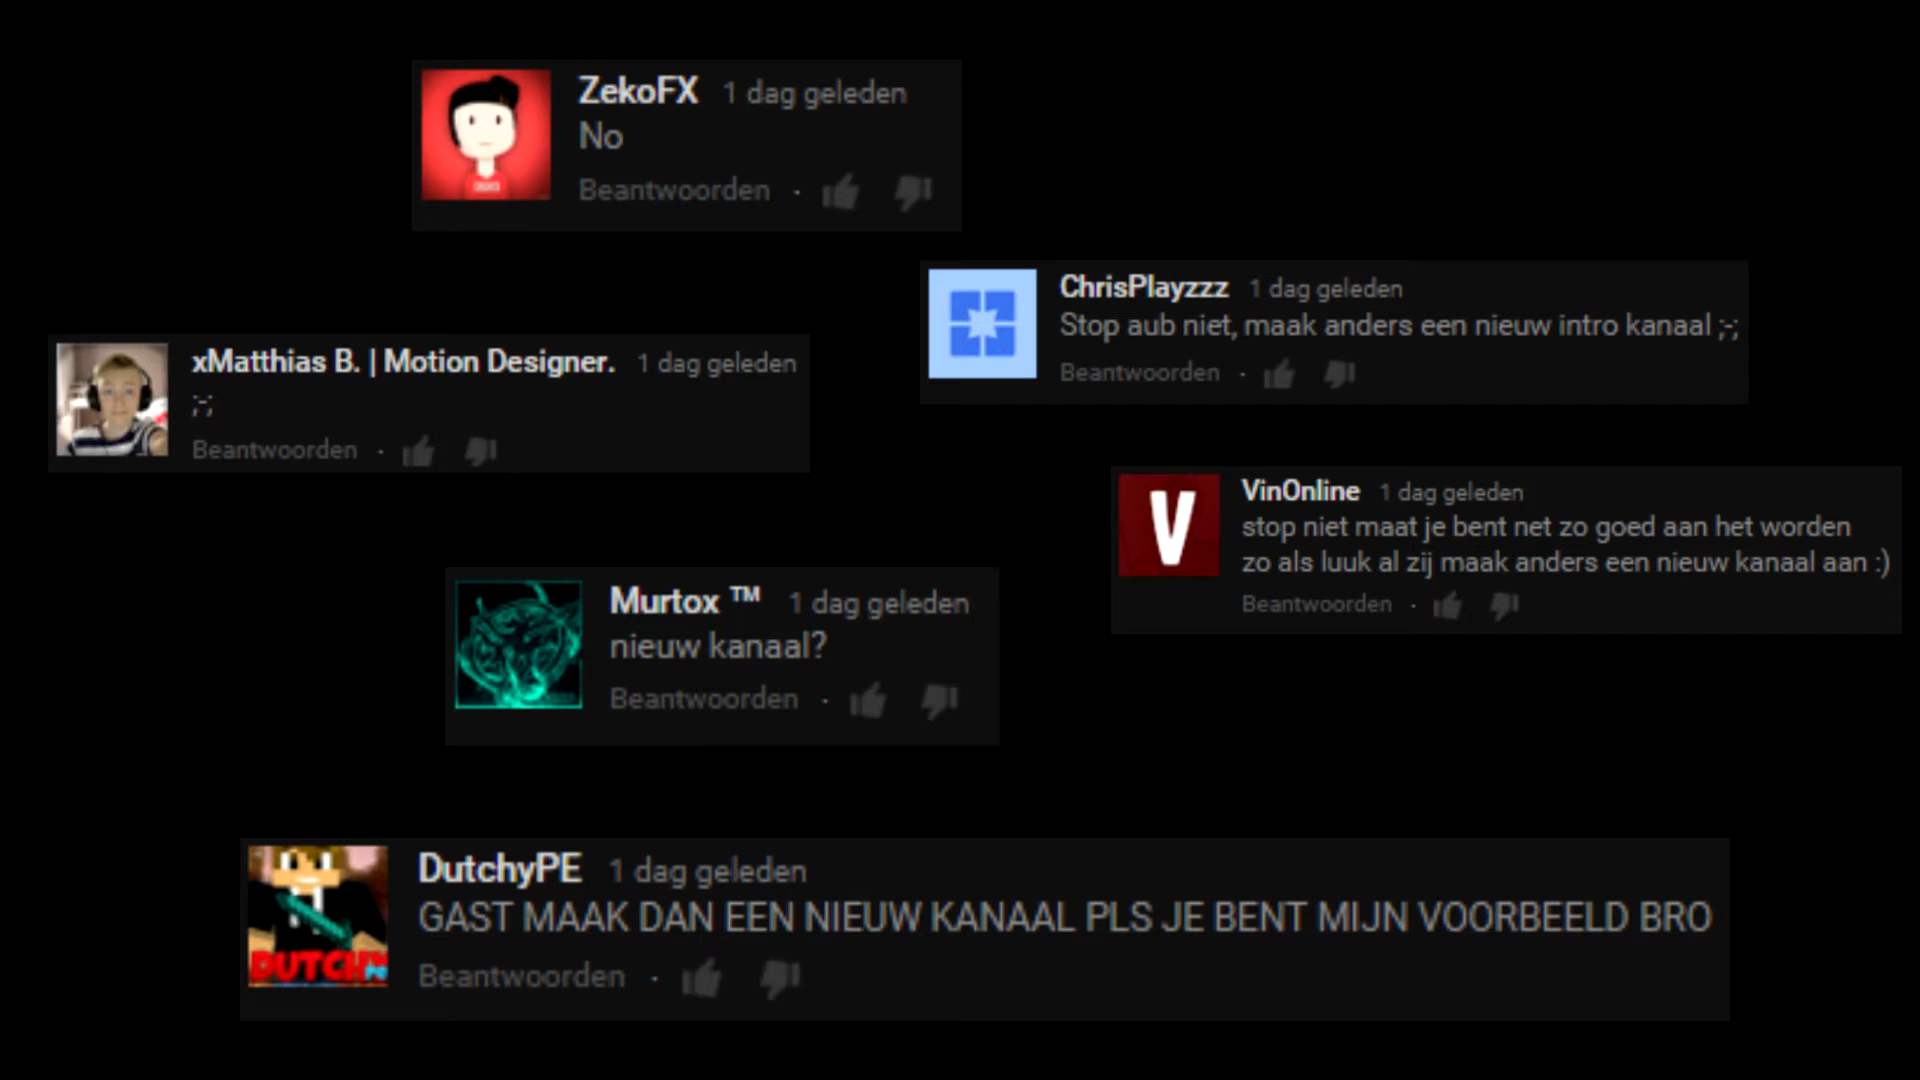 ZekoFX 1 dag geleden
No
Beantwoorden ·
ChrisPlayzzz 1 dag geleden
Stop aub niet, maak anders een nieuw intro kanaal ;-;
Beantwoorden ·
xMatthias B. | Motion Designer. 1 dag geleden
;-;
Beantwoorden ·
V
VinOnline 1 dag geleden
stop niet maat je bent net zo goed aan het worden
zo als luuk al zij maak anders een nieuw kanaal aan :)
Beantwoorden ·
Murtox ™ 1 dag geleden
nieuw kanaal?
Beantwoorden ·
DutchyPE 1 dag geleden
GAST MAAK DAN EEN NIEUW KANAAL PLS JE BENT MIJN VOORBEELD BRO
Beantwoorden ·
DUTCHY
PE